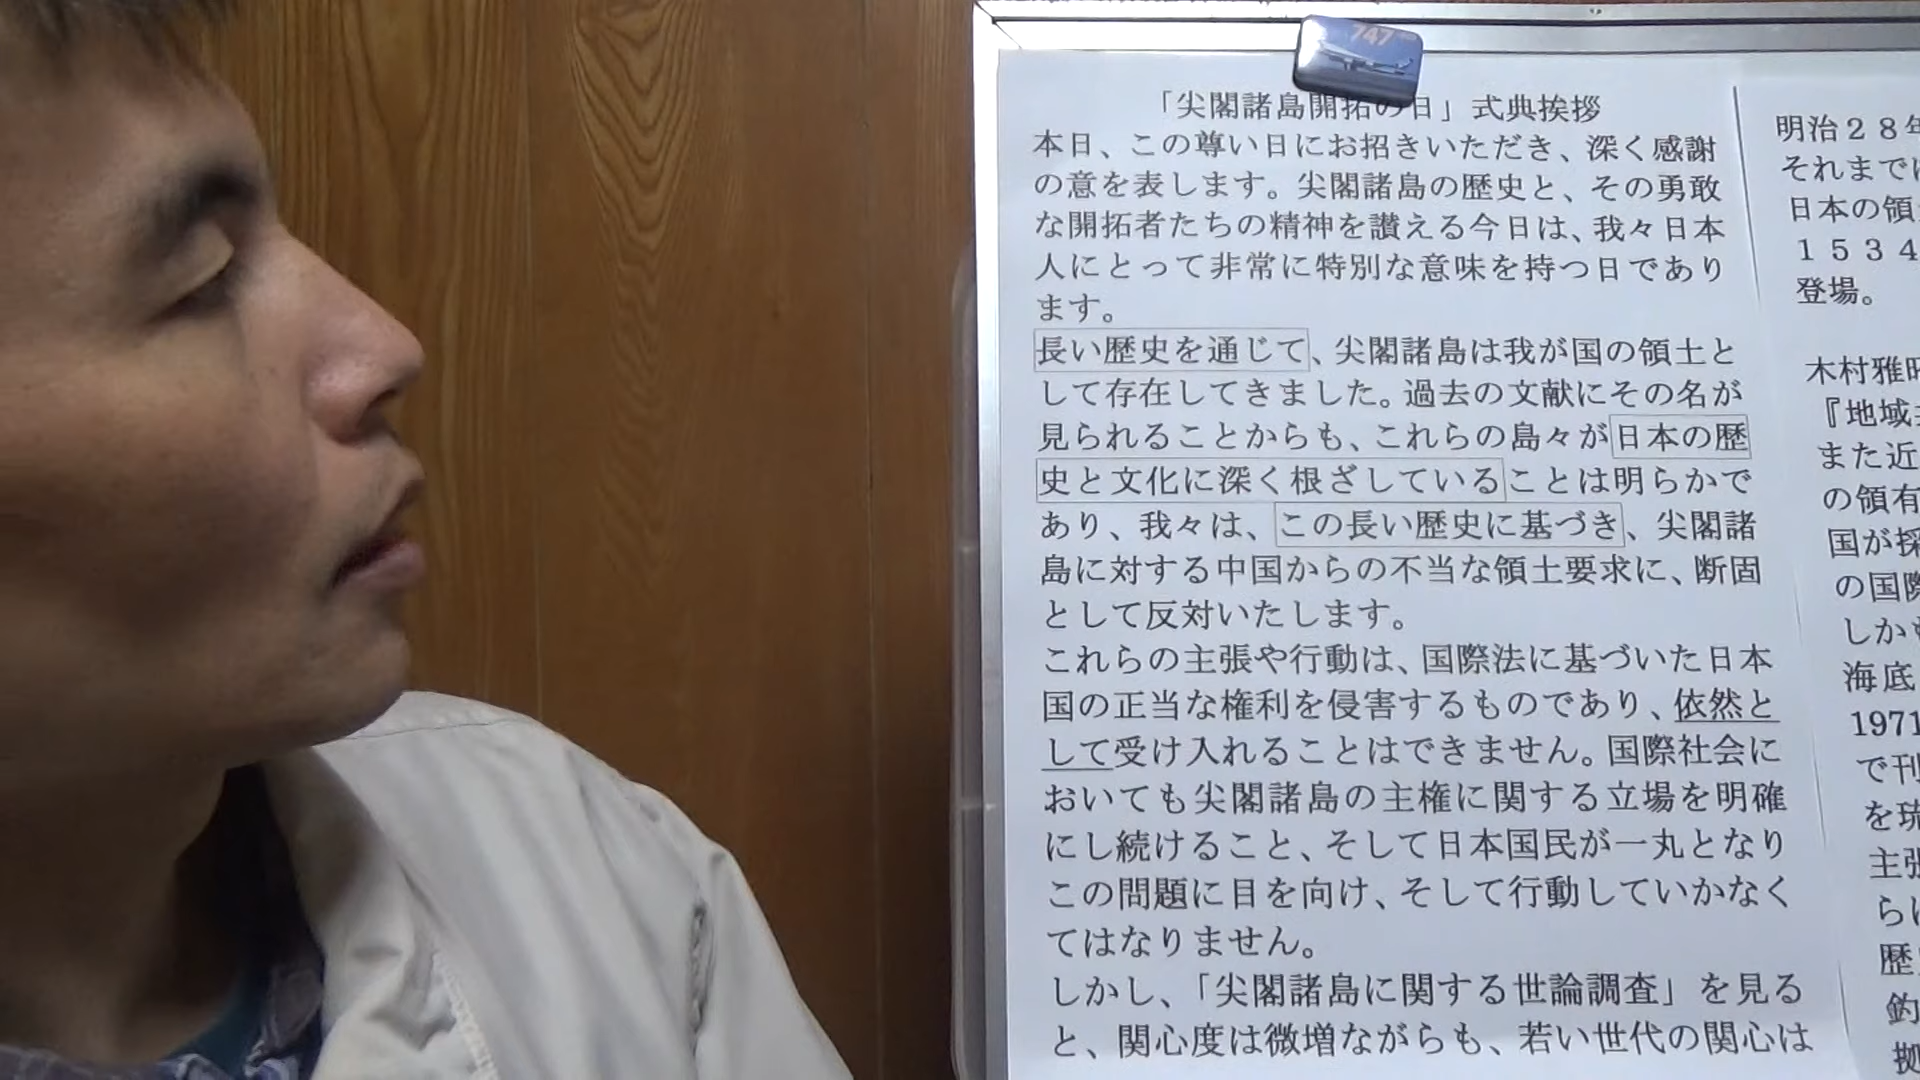 747
「尖閣諸島開拓の日」式典挨拶
本日、この尊い日にお招きいただき、深く感謝
の意を表します。尖閣諸島の歴史と、その勇敢
な開拓者たちの精神を讃える今日は、我々日本
人にとって非常に特別な意味を持つ日であり
ます。
長い歴史を通じて、尖閣諸島は我が国の領土と
して存在してきました。過去の文献にその名が
見られることからも、これらの島々が日本の歴
史と文化に深く根ざしていることは明らかで
あり、我々は、この長い歴史に基づき、尖閣諸
島に対する中国からの不当な領土要求に、断固
として反対いたします。
これらの主張や行動は、国際法に基づいた日本
国の正当な権利を侵害するものであり、依然と
して受け入れることはできません。国際社会に
おいても尖閣諸島の主権に関する立場を明確
にし続けること、そして日本国民が一丸となり
この問題に目を向け、そして行動していかなく
てはなりません。
しかし、「尖閣諸島に関する世論調査」を見る
と、関心度は微増ながらも、若い世代の関心は
明治２８年
それまでは
日本の領
１５３４
登場。
木村雅昭
『地域
また近
の領有
国が採
の国際
しかも
海底
1971
で刊
を琉
主張
らは
歴
釣
拠